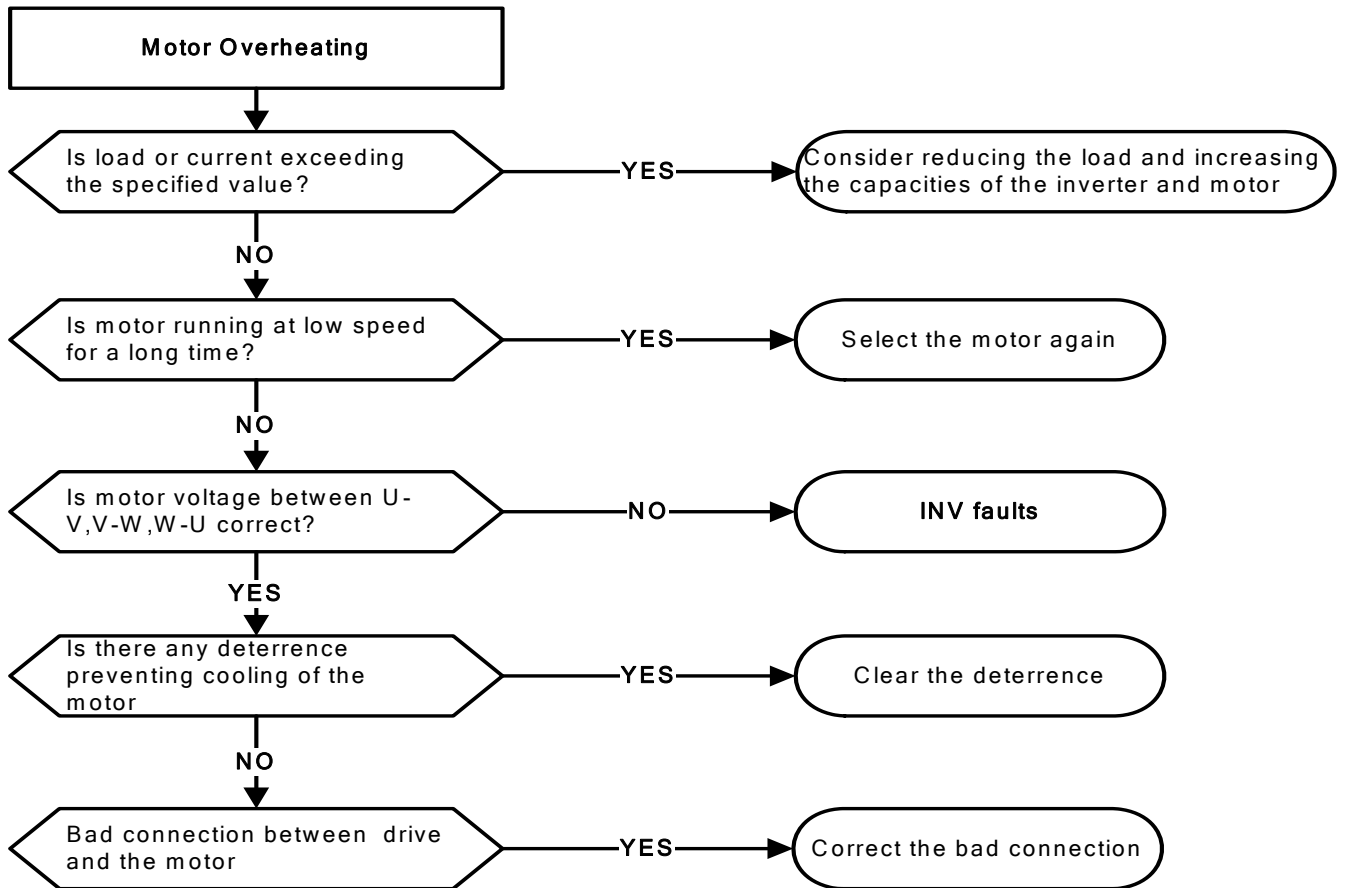 Motor Overheating
Is load or current exceeding
the specified value?
YES
Consider reducing the load and increasing
the capacities of the inverter and motor
NO
Is motor running at low speed
for a long time?
YES
Select the motor again
NO
Is motor voltage between U-
V,V-W,W-U correct?
NO
INV faults
YES
Is there any deterrence
preventing cooling of the
motor
YES
Clear the deterrence
NO
Bad connection between drive
and the motor
YES
Correct the bad connection